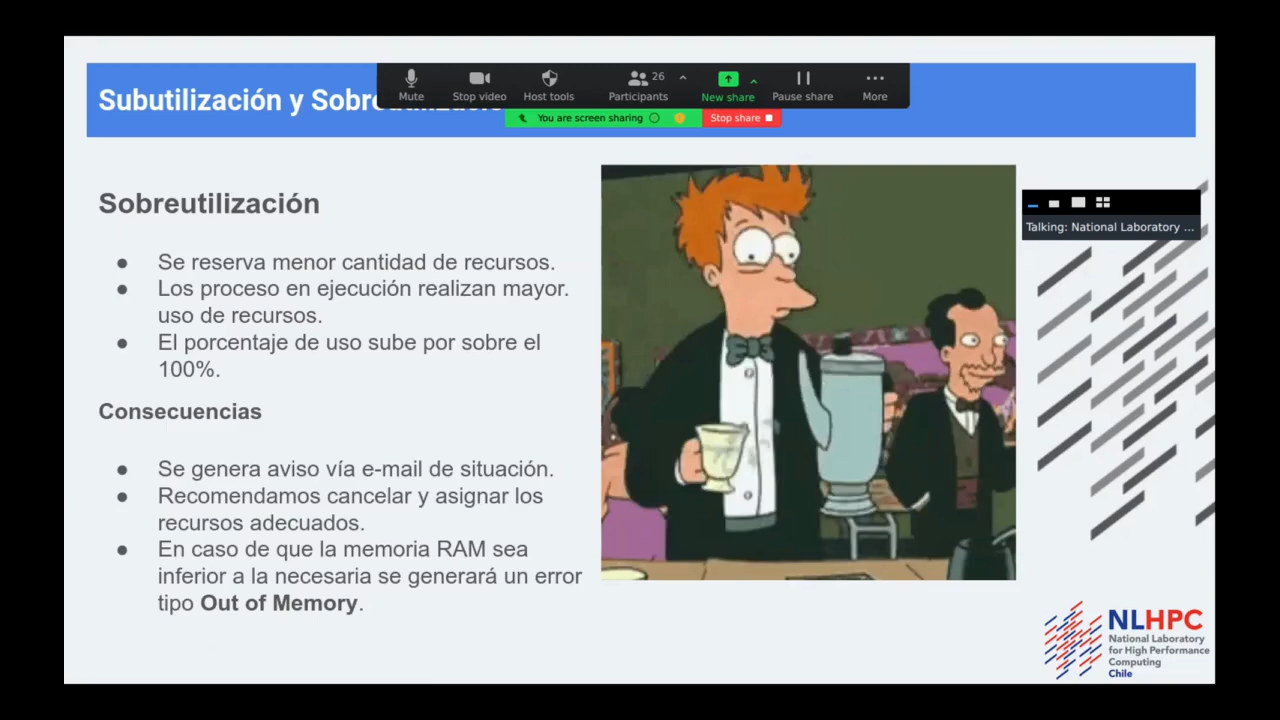 Subutilización y Sobreutilización
Mute
Stop video
Host tools
26
Participants
New share
Pause share
More
You are screen sharing
Stop share
Talking: National Laboratory ...
Sobreutilización
● Se reserva menor cantidad de recursos.
● Los proceso en ejecución realizan mayor.
uso de recursos.
● El porcentaje de uso sube por sobre el
100%.
Consecuencias
● Se genera aviso vía e-mail de situación.
● Recomendamos cancelar y asignar los
recursos adecuados.
● En caso de que la memoria RAM sea
inferior a la necesaria se generará un error
tipo Out of Memory.
NLHPC
National Laboratory
for High Performance
Computing
Chile